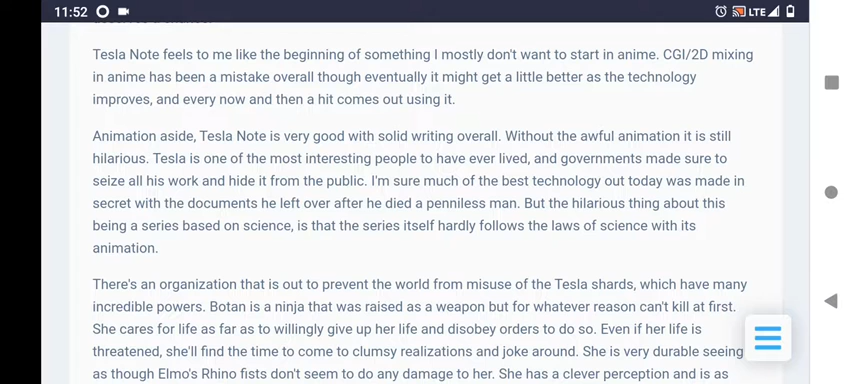 11:52
LTE
Tesla Note feels to me like the beginning of something I mostly don't want to start in anime. CGI/2D mixing
in anime has been a mistake overall though eventually it might get a little better as the technology
improves, and every now and then a hit comes out using it.
Animation aside, Tesla Note is very good with solid writing overall. Without the awful animation it is still
hilarious. Tesla is one of the most interesting people to have ever lived, and governments made sure to
seize all his work and hide it from the public. I'm sure much of the best technology out today was made in
secret with the documents he left over after he died a penniless man. But the hilarious thing about this
being a series based on science, is that the series itself hardly follows the laws of science with its
animation.
There's an organization that is out to prevent the world from misuse of the Tesla shards, which have many
incredible powers. Botan is a ninja that was raised as a weapon but for whatever reason can't kill at first.
She cares for life as far as to willingly give up her life and disobey orders to do so. Even if her life is
threatened, she'll find the time to come to clumsy realizations and joke around. She is very durable seeing
as though Elmo's Rhino fists don't seem to do any damage to her. She has a clever perception and is as